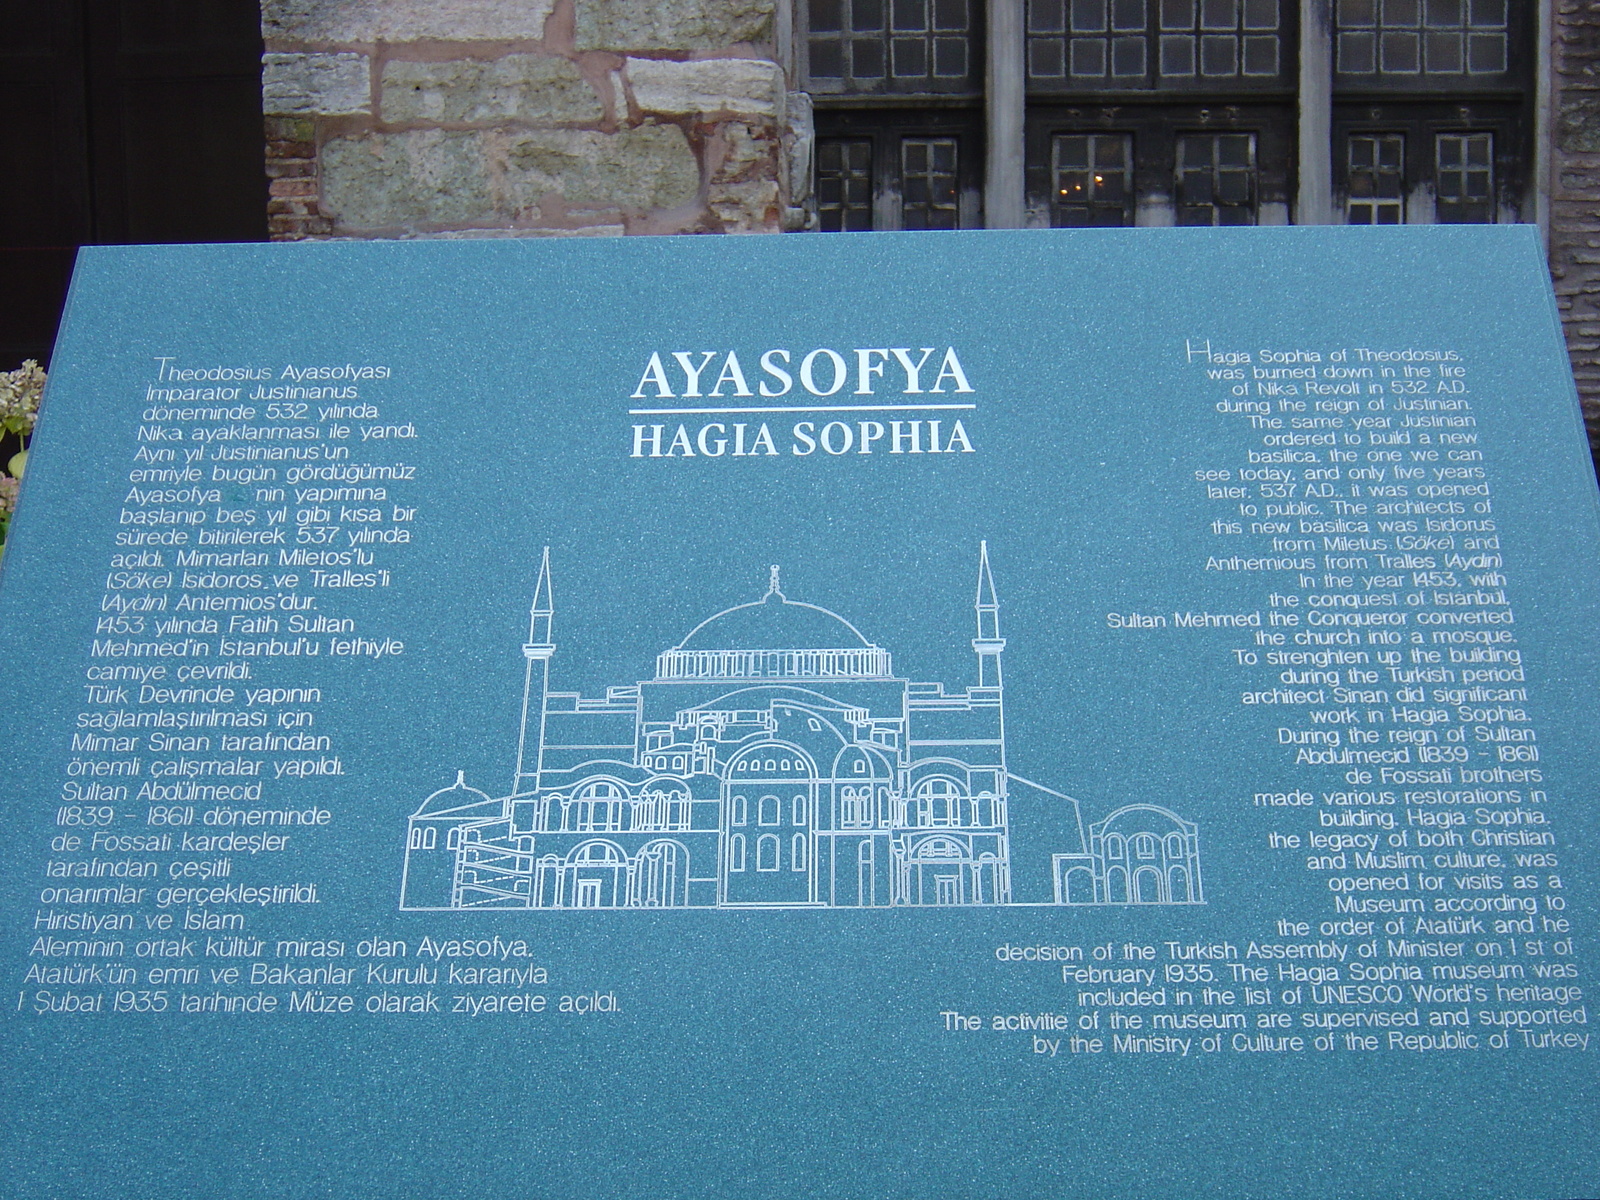 AYASOFYA
HAGIA SOPHIA
Theodosius Ayasofyası
İmparator Justinianus
döneminde 532 yılında
Nika ayaklanması ile yandı.
Aynı yıl Justinianus'un
emriyle bugün gördüğümüz
Ayasofya nin yapımına
başlanıp beş yıl gibi kısa bir
sürede bitirilerek 537 yılında
açıldı. Mimarları Miletos'lu
(Söke) İsidoros, ve Tralles'li
(Aydın) Antemios'dur.
1453 yılında Fatih Sultan
Mehmed'in İstanbul'u fethiyle
camiye çevrildi.
Türk Devrinde yapının
sağlamlaştırılması için
Mimar Sinan tarafından
önemli çalışmalar yapıldı.
Sultan Abdülmecid
(1839 - 1861) döneminde
de Fossati kardeşler
tarafından çeşitli
onarımlar gerçekleştirildi.
Hıristiyan ve İslam
Aleminin ortak kültür mirası olan Ayasofya,
Atatürk'ün emri ve Bakanlar Kurulu kararıyla
1 Şubat 1935 tarihinde Müze olarak ziyarete açıldı.
Hagia Sophia of Theodosius,
was burned down in the fire
of Nika Revolt in 532 A.D.
during the reign of Justinian.
The same year Justinian
ordered to build a new
basilica, the one we can
see today, and only five years
later, 537 A.D., it was opened
to public. The architects of
this new basilica was Isidorus
from Miletus (Söke) and
Anthemious from Tralles (Aydın)
In the year 1453, with
the conquest of Istanbul,
Sultan Mehmed the Conqueror converted
the church into a mosque.
To strenghten up the building
during the Turkish period
architect Sinan did significant
work in Hagia Sophia.
During the reign of Sultan
Abdulmecid (1839 - 1861)
de Fossati brothers
made various restorations in
building. Hagia Sophia,
the legacy of both Christian
and Muslim culture, was
opened for visits as a
Museum according to
the order of Atatürk and he
decision of the Turkish Assembly of Minister on 1 st of
February 1935. The Hagia Sophia museum was
included in the list of UNESCO World's heritage
The activitie of the museum are supervised and supported
by the Ministry of Culture of the Republic of Turkey